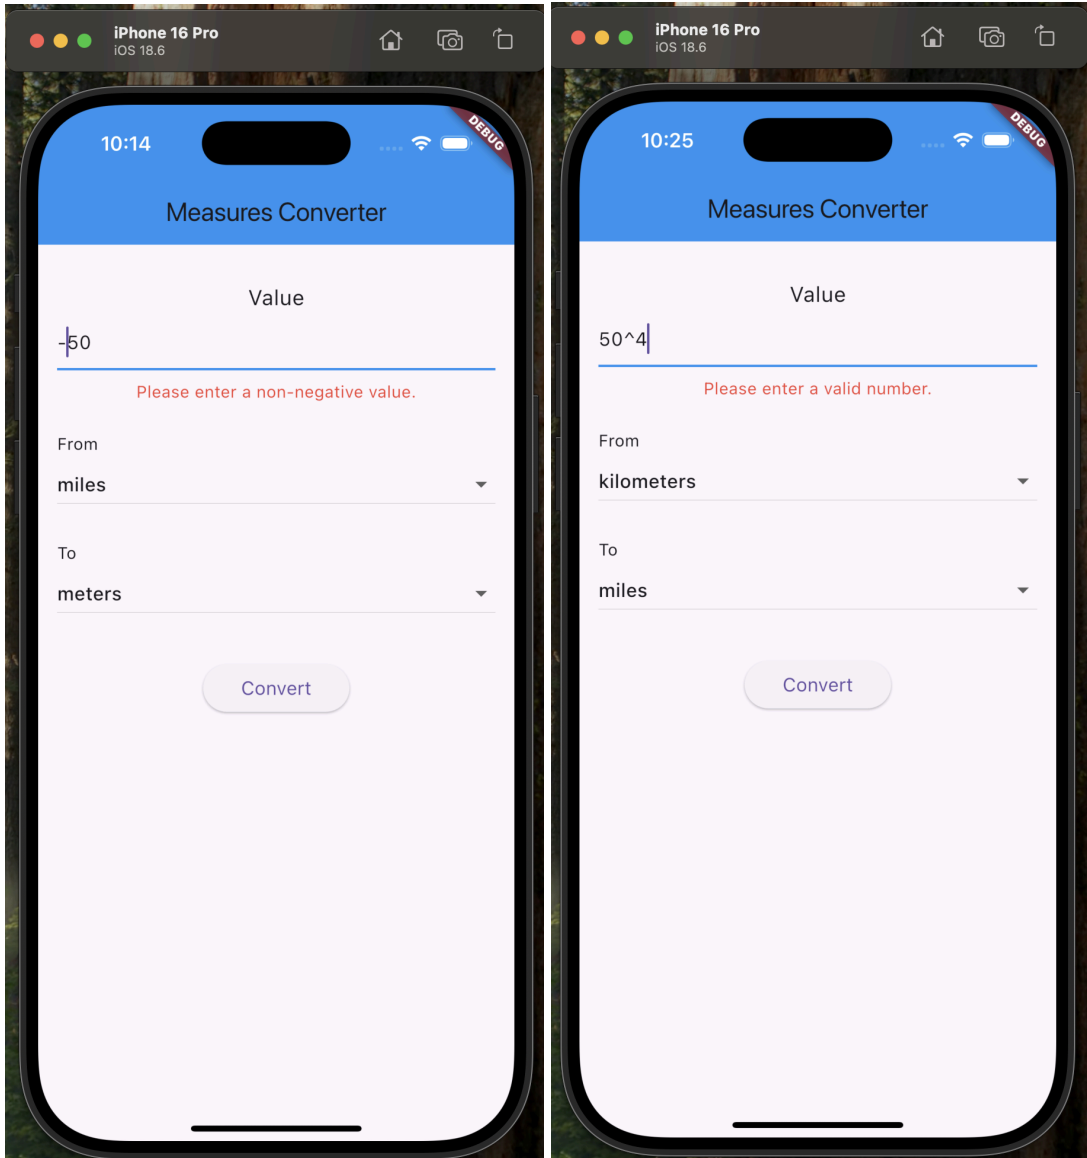 iPhone 16 Pro
iOS 18.6
10:14
DEBUG
Measures Converter
Value
-50
Please enter a non-negative value.
From
miles
To
meters
Convert
iPhone 16 Pro
iOS 18.6
10:25
DEBUG
Measures Converter
Value
50^4
Please enter a valid number.
From
kilometers
To
miles
Convert